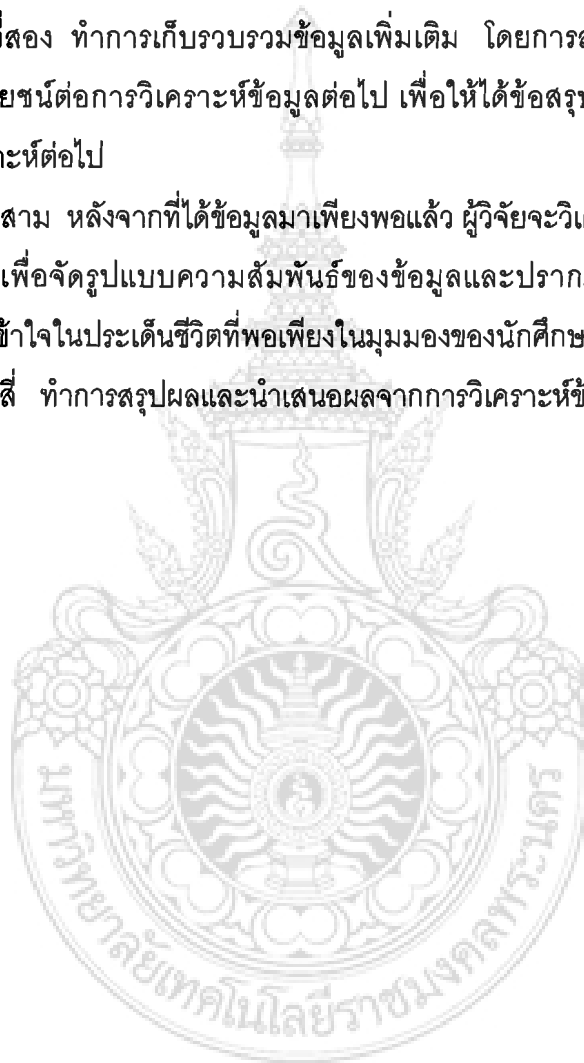 ี่สอง ทำการเก็บรวบรวมข้อมูลเพิ่มเติม โดยการส
ยชน์ต่อการวิเคราะห์ข้อมูลต่อไป เพื่อให้ได้ข้อสรุป
าะห์ต่อไป
สาม หลังจากที่ได้ข้อมูลมาเพียงพอแล้ว ผู้วิจัยจะวิเค
เพื่อจัดรูปแบบความสัมพันธ์ของข้อมูลและปราก
ข้าใจในประเด็นชีวิตที่พอเพียงในมุมมองของนักศึกษ
สี่ ทำการสรุปผลและนำเสนอผลจากการวิเคราะห์ข้
มหาวิทยาลัยเทคโนโลยีราชมงคลพระนคร